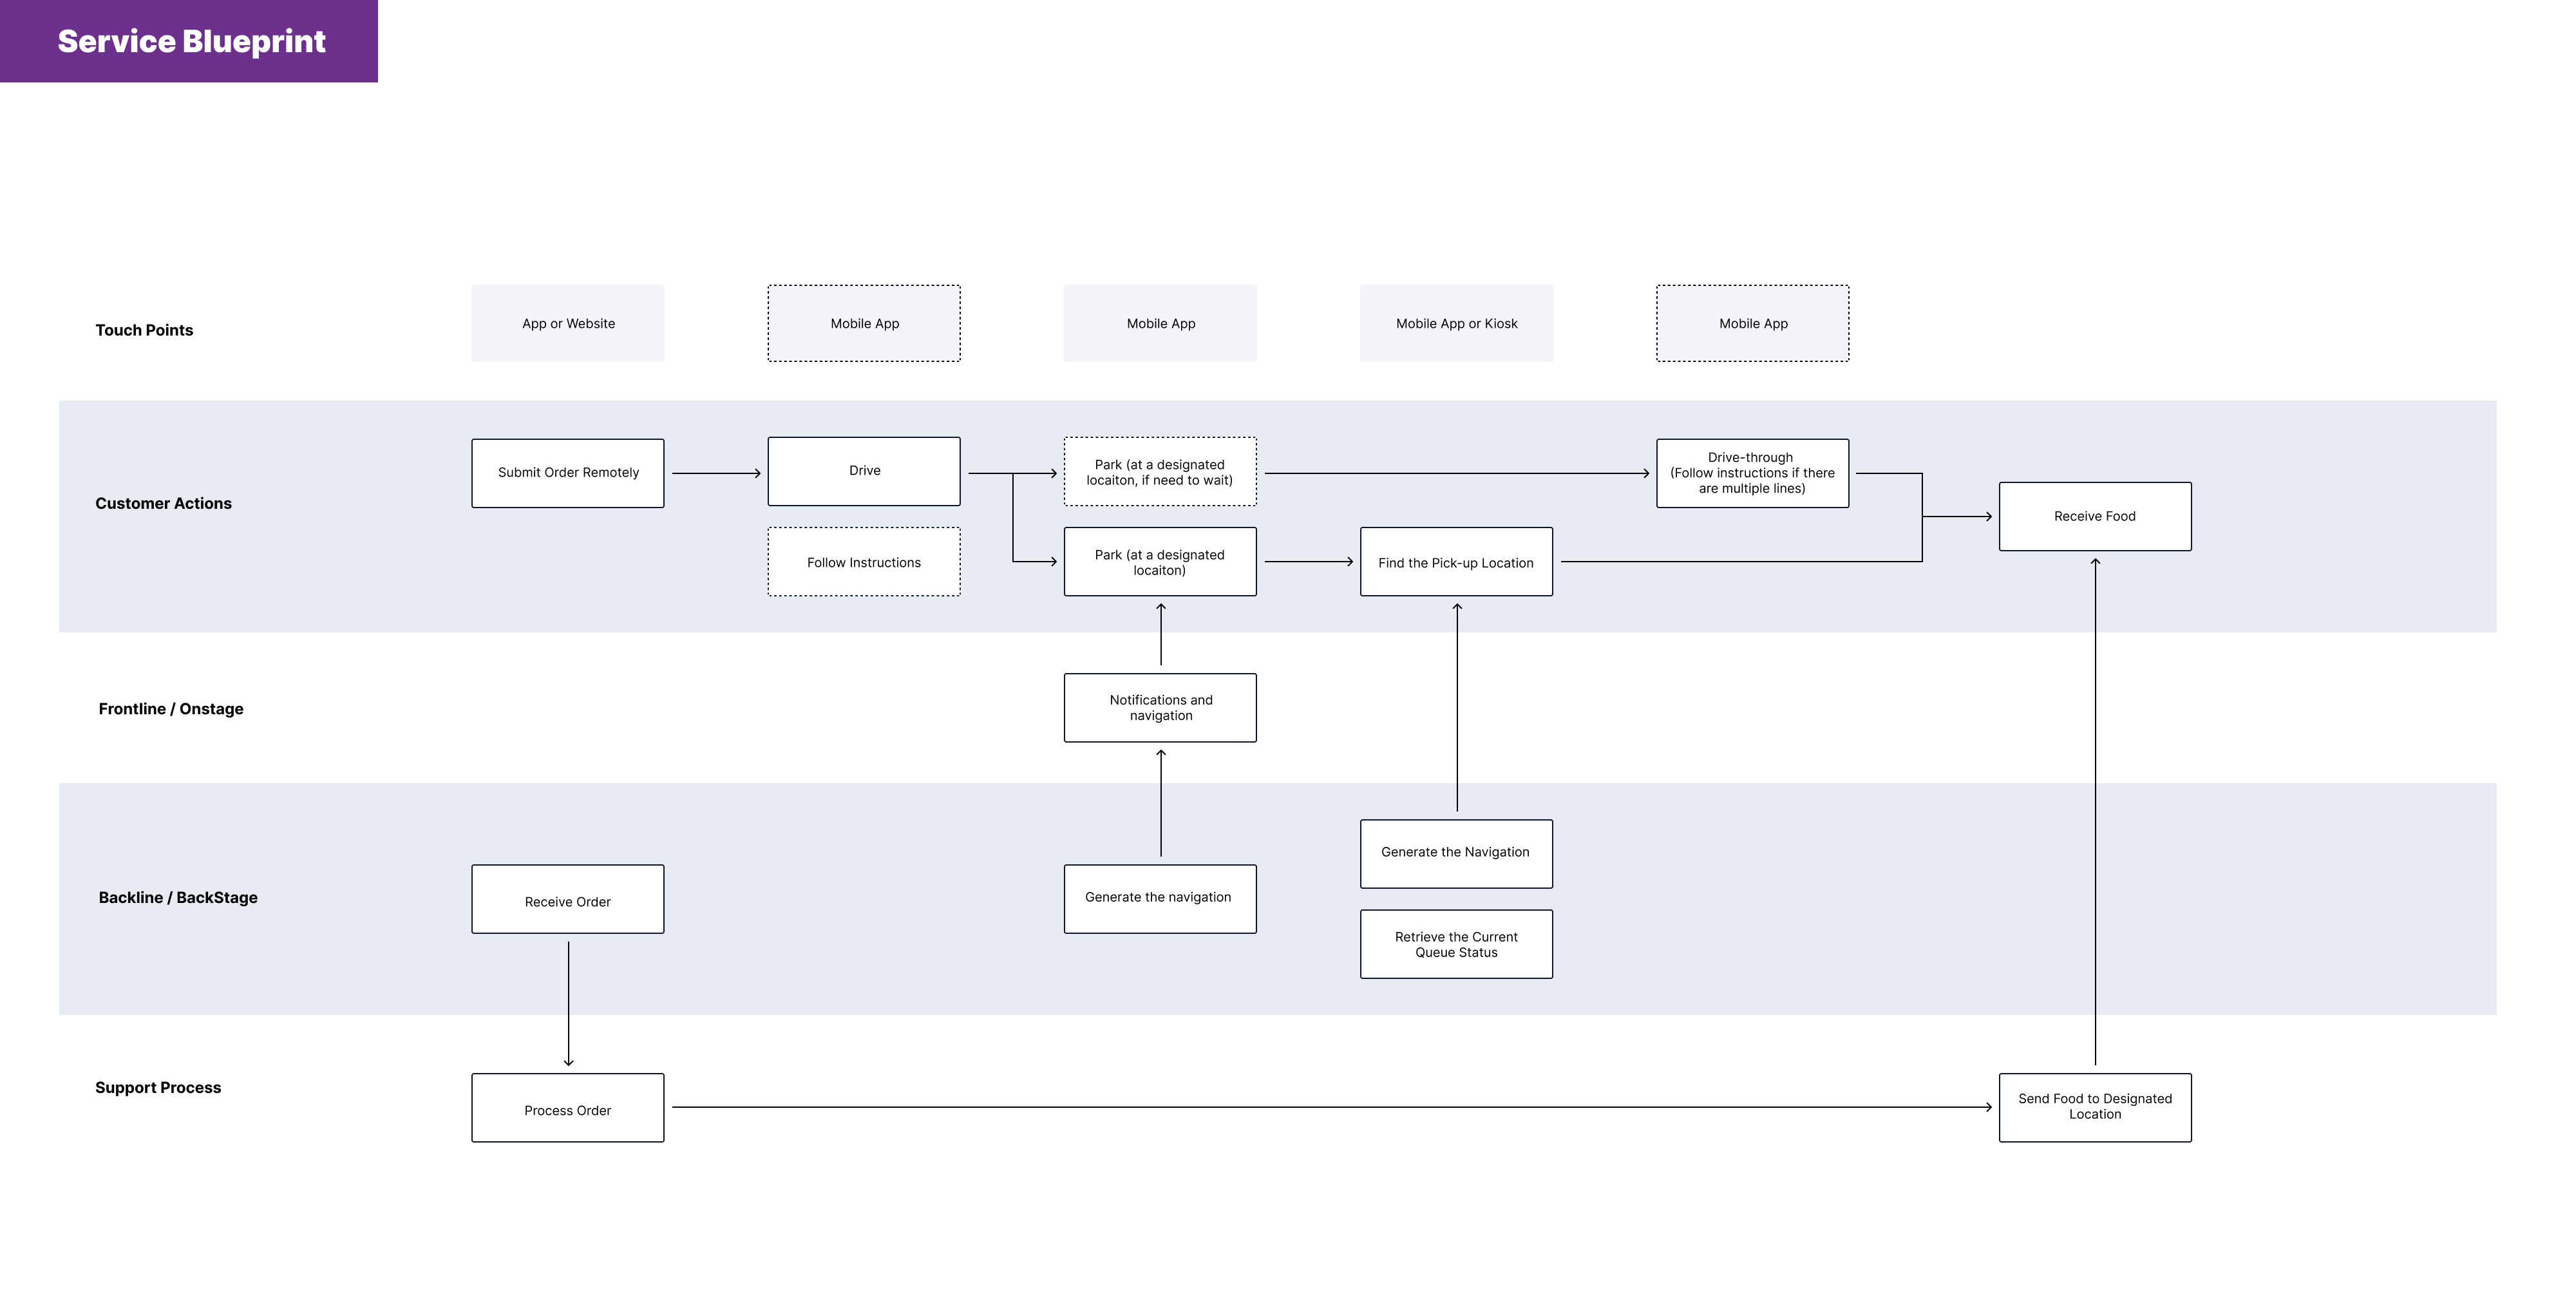 Service Blueprint
Touch Points
App or Website
Mobile App
Mobile App
Mobile App or Kiosk
Mobile App
Customer Actions
Submit Order Remotely
Drive
Follow Instructions
Park (at a designated
locaiton, if need to wait)
Park (at a designated
locaiton)
Find the Pick-up Location
Drive-through
(Follow instructions if there
are multiple lines)
Receive Food
Frontline / Onstage
Notifications and
navigation
Backline / BackStage
Receive Order
Generate the navigation
Generate the Navigation
Retrieve the Current
Queue Status
Support Process
Process Order
Send Food to Designated
Location